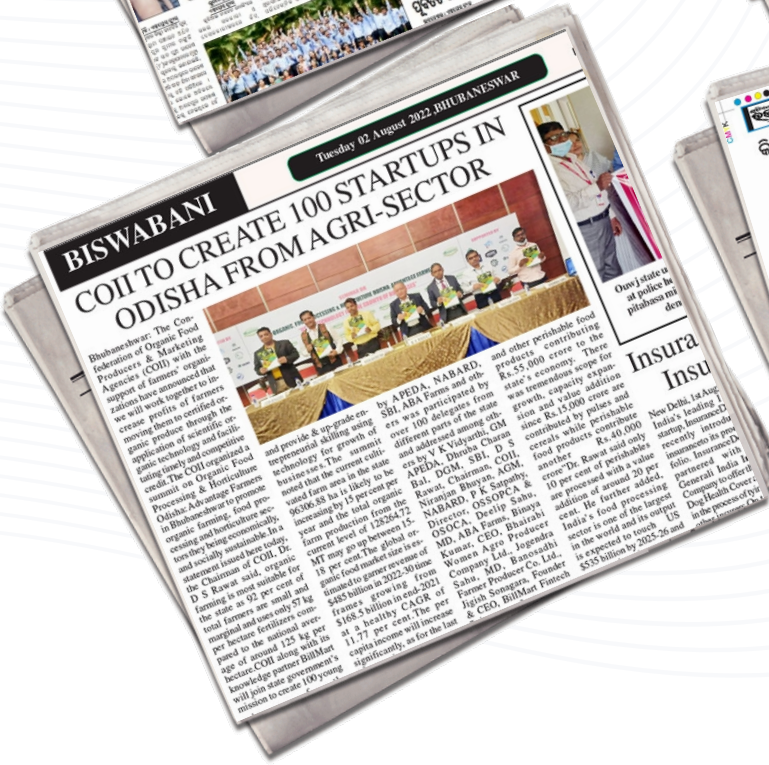 BISWABANI
Tuesday 02 August 2022,BHUBANESWAR
COII TO CREATE 100 STARTUPS IN
ODISHA FROM AGRI-SECTOR
Bhubaneshwar: The Con-
federation of Organic Food
Producers & Marketing
Agencies (COII) with the
support of farmers' organi-
zations have announced that
we will work together to in-
crease profits of farmers
moving them to certified or-
ganic produce through the
application of scientific or-
ganic technology and facili-
tating timely and competitive
credit.The COII organized a
summit on Organic Food
Processing & Horticulture
Odisha: Advantage Farmers
in Bhubaneshwar to promote
organic farming, food pro-
cessing and horticulture sec-
tors they being economically,
and socially sustainable. In a
statement issued here today,
the Chairman of COII, Dr.
D S Rawat said, organic
farming is most suitable for
the state as 92 per cent of
total farmers are small and
marginal and uses only 57 kg
per hectare fertilizers com-
pared to the national aver-
age of around 125 kg per
hectare.COII along with its
knowledge partner BillMart
will join state government's
mission to create 100 young
and provide & up-grade en-
trepreneurial skilling using
technology for growth of
businesses. The summit
noted that the current culti-
vated farm area in the state
96306.88 ha is likely to be
increasing by 15 per cent per
year and the total organic
farm production from the
current level of 128264.72
MT may go up between 15-
18 per cent.The global or-
ganic food market size is es-
timated to garner revenue of
$485 billion in 2022-30 time
frames growing from
$168.5 billion in end-2021
at a healthy CAGR of
11.77 per cent.The per
capita income will increase
significantly, as for the last
by APEDA, NABARD,
SBI, ABA Farms and oth-
ers was participated by
over 100 delegates from
different parts of the state
and addressed among oth-
ers by V K Vidyarthi, GM
APEDA, Dhruba Charan
Bal, DGM, SBI, D S
Rawat, Chairman, COII,
Niranjan Bhuyan, AGM,
NABARD, P K Satpathy,
Director, OSSOPCA &
OSOCA, Deelip Sahu,
MD, ABA Farms, Binaya
Kumar, CEO, Bhairabi
Women Agro Producer
Company Ltd., Jogendra
Sahu, MD, Banosadhi
Farmer Producer Co. Ltd.,
Jigish Sonagara, Founder
& CEO, BillMart Fintech
and other perishable food
products contributing
Rs.55,000 crore to the
state's economy. There
was tremendous scope for
growth, capacity expan-
sion and value addition
since Rs.15,000 crore are
contributed by pulses and
cereals while perishable
food products contribute
another Rs.40,000
crore"Dr. Rawat said only
10 per cent of perishables
are processed with a value
addition of around 20 per
cent. He further added,
India's food processing
sector is one of the largest
in the world and its output
is expected to touch US
$535 billion by 2025-26 and
Ouwj state u
at police he
pitabasa mi
den
Insura
Insu
New Delhi, 1stAug,
India's leading I
startup, InsuranceD
recently introdu
insurance to its pro
folio. InsuranceDe
partnered with
General India In
Company to offer th
Dog Health Cover.
in the process of tyin